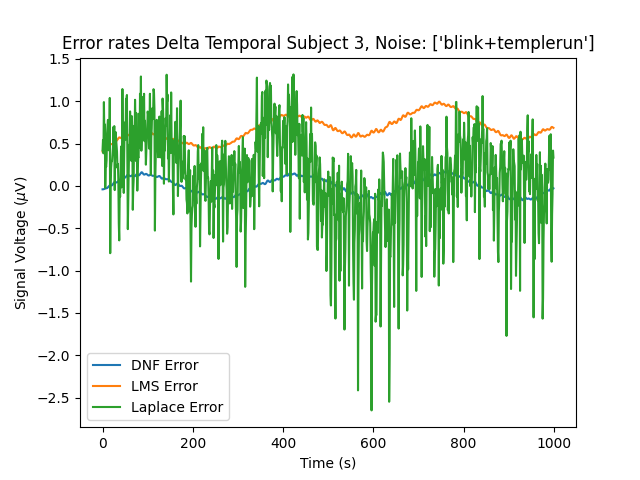 Error rates Delta Temporal Subject 3, Noise: ['blink+templerun']
Signal Voltage (μV)
1.5
1.0
0.5
0.0
−0.5
−1.0
−1.5
−2.0
−2.5
DNF Error
LMS Error
Laplace Error
0 200 400 600 800 1000
Time (s)